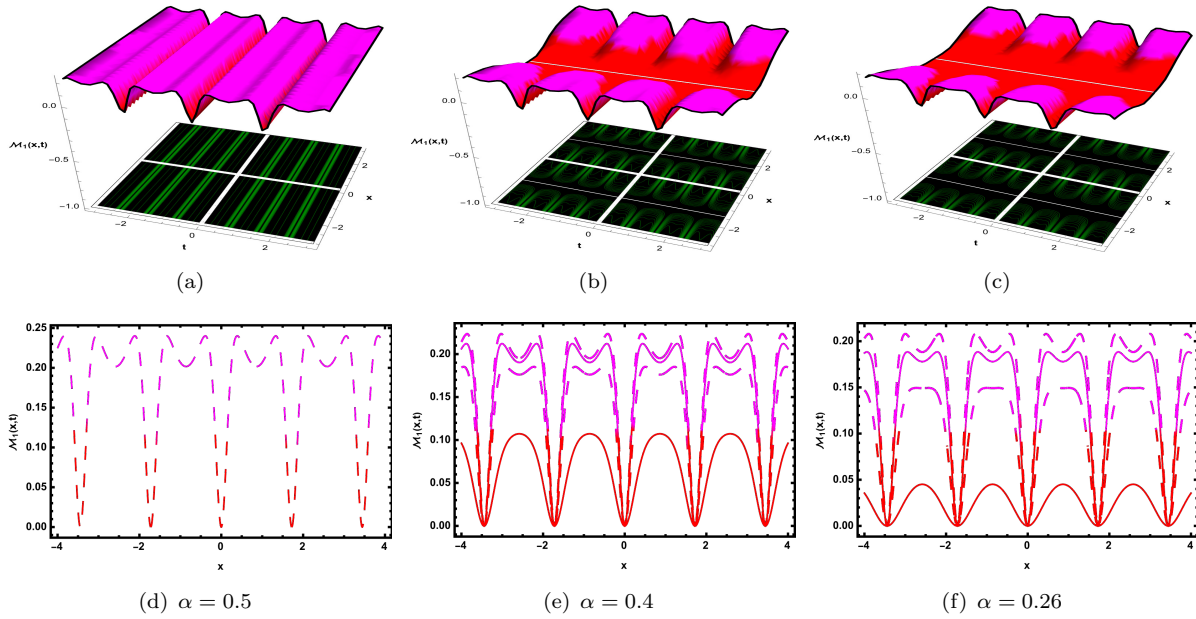 0.0
-0.5
-1.0
𝓜₁(x,t)
-2
0
2
t
-2
0
2
x
0.0
-0.5
-1.0
𝓜₁(x,t)
-2
0
2
t
-2
0
2
x
0.0
-0.5
-1.0
𝓜₁(x,t)
-2
0
2
t
-2
0
2
x
(a)
(b)
(c)
0.25
0.20
0.15
0.10
0.05
0.00
𝓜₁(x,t)
-4
-2
0
2
4
x
0.20
0.15
0.10
0.05
0.00
𝓜₁(x,t)
-4
-2
0
2
4
x
0.20
0.15
0.10
0.05
0.00
𝓜₁(x,t)
-4
-2
0
2
4
x
(d) α = 0.5
(e) α = 0.4
(f) α = 0.26